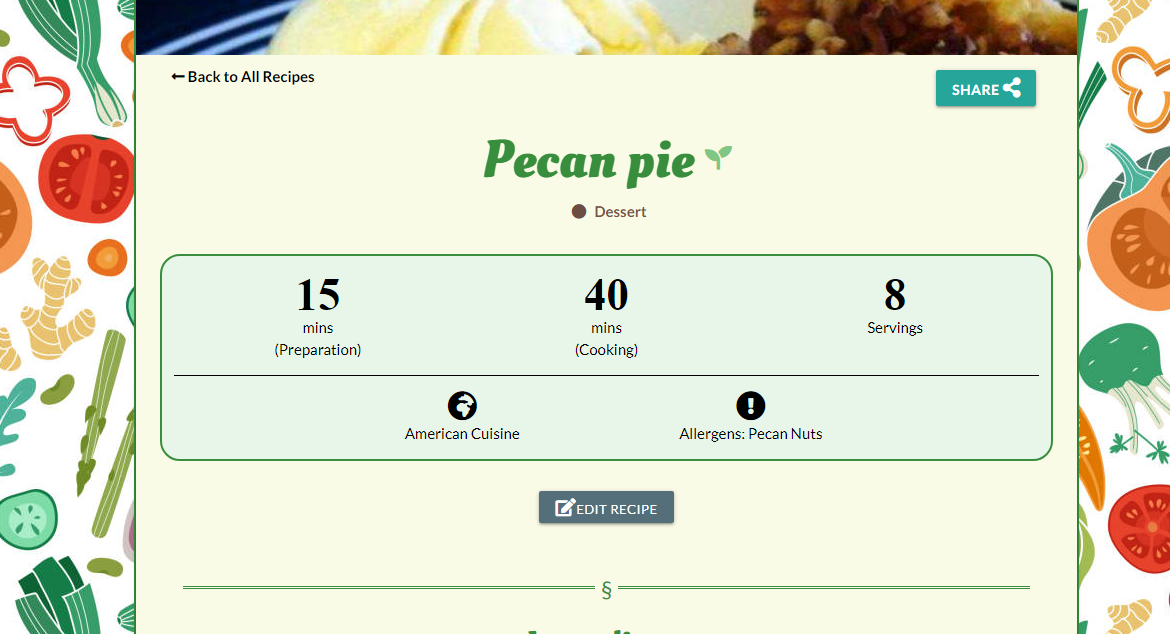 Back to All Recipes
SHARE
Pecan pie
Dessert
15
mins
(Preparation)
40
mins
(Cooking)
8
Servings
American Cuisine
Allergens: Pecan Nuts
EDIT RECIPE
§